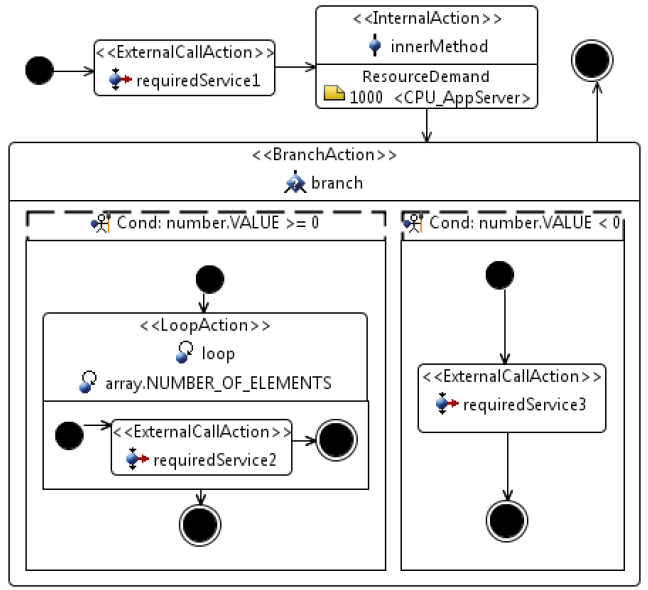 <<ExternalCallAction>>
requiredService1
<<InternalAction>>
innerMethod
ResourceDemand
1000 <CPU_AppServer>
<<BranchAction>>
branch
Cond: number.VALUE >= 0
<<LoopAction>>
loop
array.NUMBER_OF_ELEMENTS
<<ExternalCallAction>>
requiredService2
Cond: number.VALUE < 0
<<ExternalCallAction>>
requiredService3